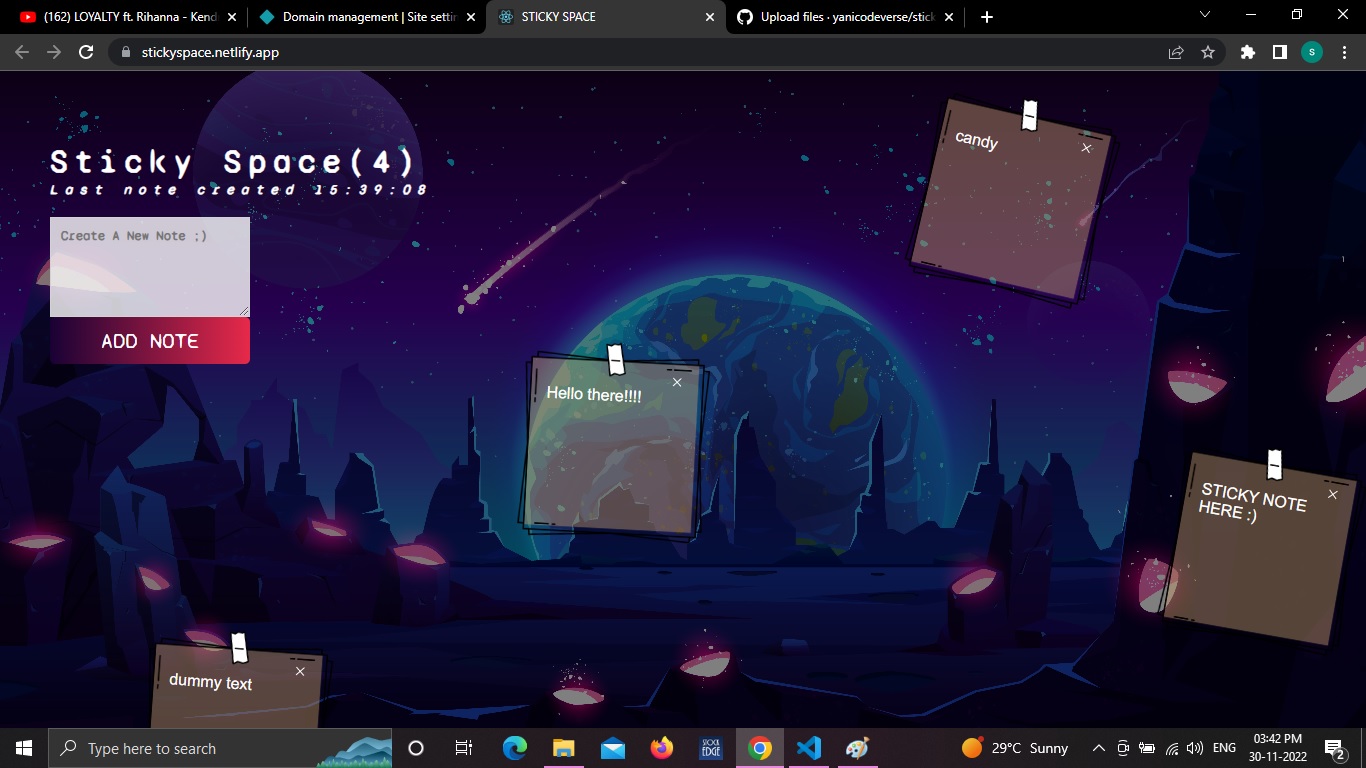 (162) LOYALTY ft. Rihanna - Kend
Domain management | Site settin
STICKY SPACE
Upload files · yanicodeverse/stick
stickyspace.netlify.app
s
Sticky Space(4)
Last note created 15:39:08
Create A New Note ;)
ADD NOTE
candy
Hello there!!!!
STICKY NOTE
HERE :)
dummy text
Type here to search
STOCK
EDGE
29°C Sunny
ENG
03:42 PM
30-11-2022
2